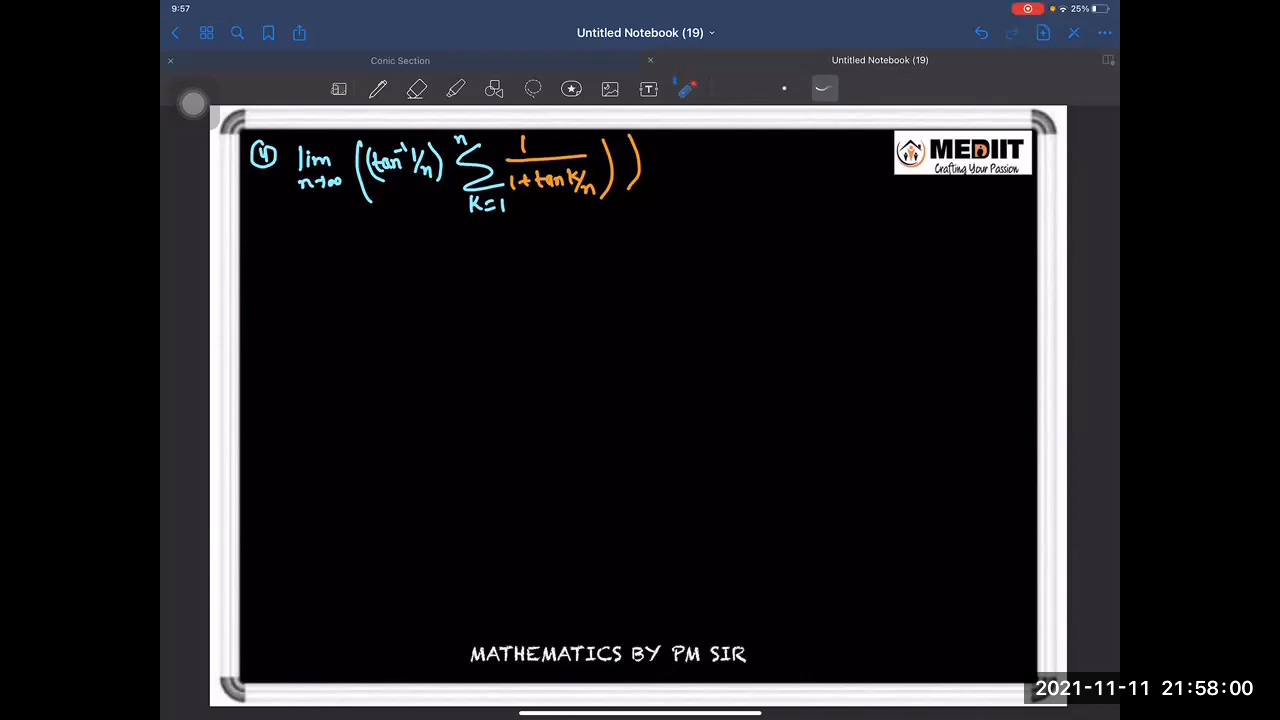 9:57
25%
Untitled Notebook (19)
Conic Section
Untitled Notebook (19)
(4) lim n→∞ ((tan⁻¹ 1/n) Σ k=1 n 1/(1+tan k/n)))
MEDIIT
Crafting Your Passion
MATHEMATICS BY PM SIR
2021-11-11 21:58:00